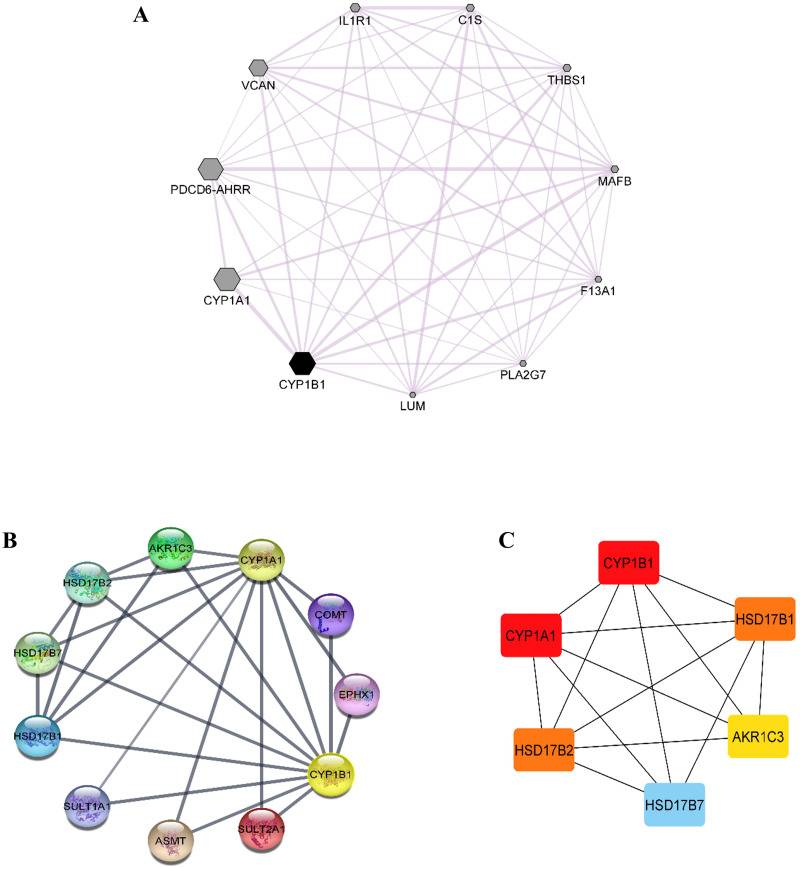 A
IL1R1
C1S
VCAN
THBS1
PDCD6-AHRR
MAFB
CYP1A1
F13A1
CYP1B1
PLA2G7
LUM
B
AKR1C3
CYP1A1
HSD17B2
COMT
HSD17B7
EPHX1
HSD17B1
CYP1B1
SULT1A1
SULT2A1
ASMT
C
CYP1B1
HSD17B1
CYP1A1
AKR1C3
HSD17B2
HSD17B7